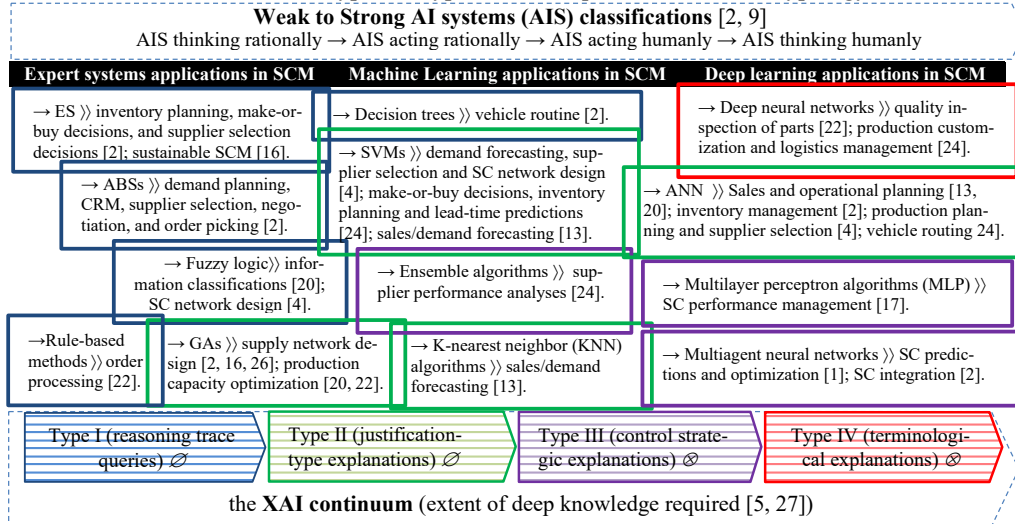 Weak to Strong AI systems (AIS) classifications [2, 9]
AIS thinking rationally → AIS acting rationally → AIS acting humanly → AIS thinking humanly
Expert systems applications in SCM
→ ES ⟩⟩ inventory planning, make-or-
buy decisions, and supplier selection
decisions [2]; sustainable SCM [16].
→ ABSs ⟩⟩ demand planning,
CRM, supplier selection, nego-
tiation, and order picking [2].
→ Fuzzy logic⟩⟩ infor-
mation classifications [20];
SC network design [4].
→Rule-based
methods ⟩⟩ order
processing [22].
→ GAs ⟩⟩ supply network de-
sign [2, 16, 26]; production
capacity optimization [20, 22].
Machine Learning applications in SCM
→ Decision trees ⟩⟩ vehicle routine [2].
→ SVMs ⟩⟩ demand forecasting, sup-
plier selection and SC network design
[4]; make-or-buy decisions, inventory
planning and lead-time predictions
[24]; sales/demand forecasting [13].
→ Ensemble algorithms ⟩⟩ supplier
performance analyses [24].
→ K-nearest neighbor (KNN)
algorithms ⟩⟩ sales/demand
forecasting [13].
Deep learning applications in SCM
→ Deep neural networks ⟩⟩ quality in-
spection of parts [22]; production custom-
ization and logistics management [24].
→ ANN ⟩⟩ Sales and operational planning [13,
20]; inventory management [2]; production plan-
ning and supplier selection [4]; vehicle routing 24].
→ Multilayer perceptron algorithms (MLP) ⟩⟩
SC performance management [17].
→ Multiagent neural networks ⟩⟩ SC predic-
tions and optimization [1]; SC integration [2].
Type I (reasoning trace
queries) ∅
Type II (justification-
type explanations) ∅
Type III (control strate-
gic explanations) ⊗
Type IV (terminologi-
cal explanations) ⊗
the XAI continuum (extent of deep knowledge required [5, 27])